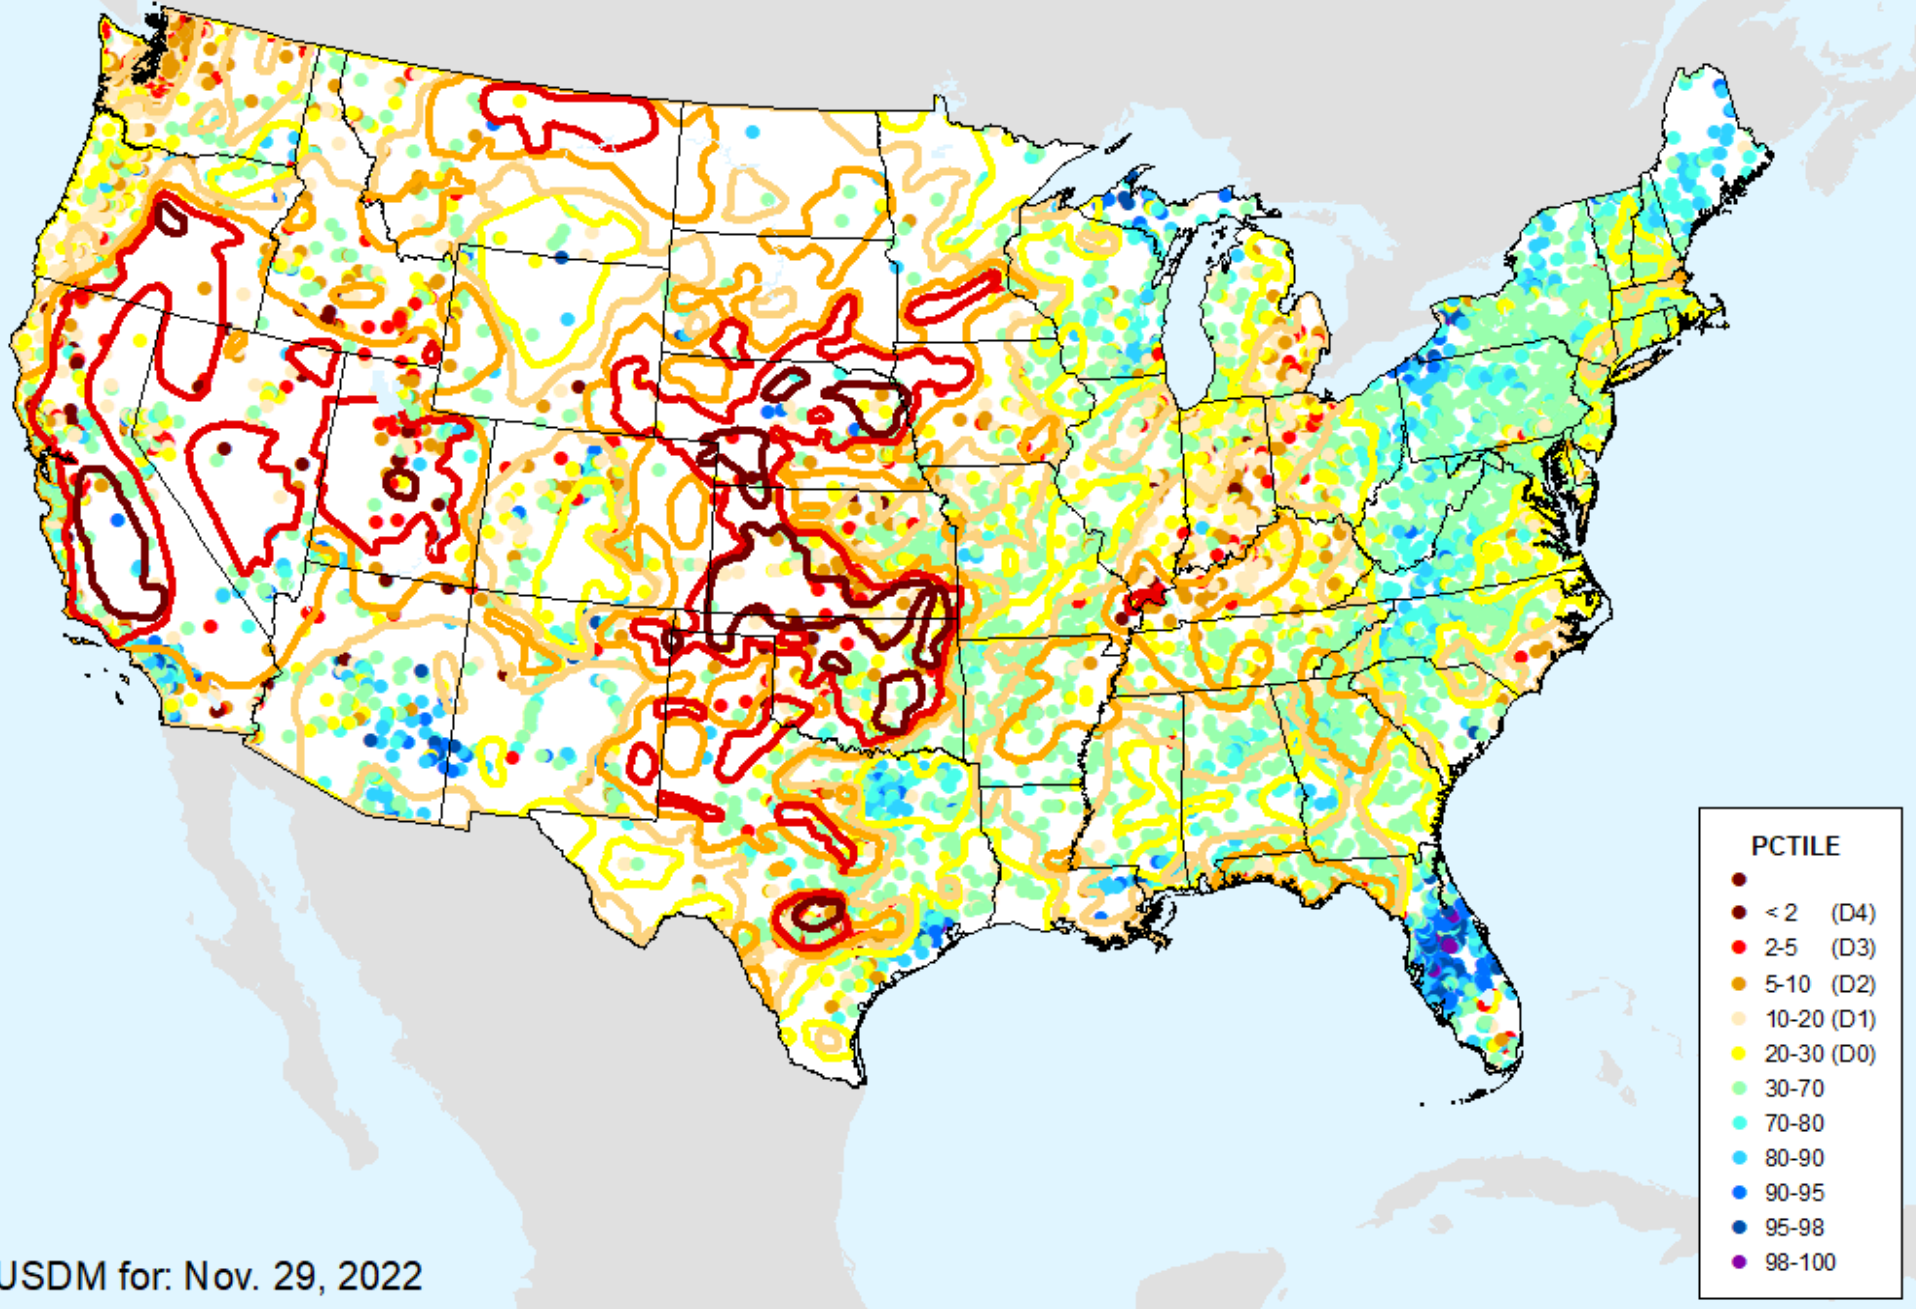 PCTILE
< 2 (D4)
2-5 (D3)
5-10 (D2)
10-20 (D1)
20-30 (D0)
30-70
70-80
80-90
90-95
95-98
98-100
USDM for: Nov. 29, 2022